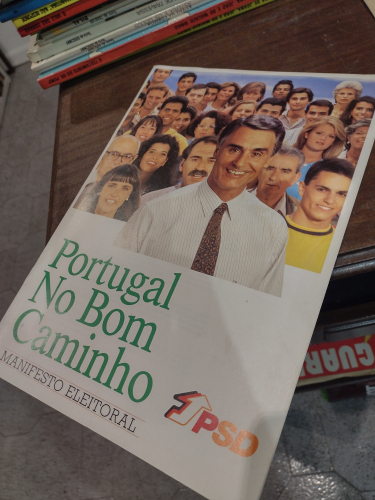 Portugal
No Bom
Caminho
MANIFESTO ELEITORAL
PSD
GUAR